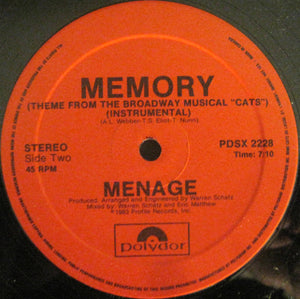 MEMORY
(THEME FROM THE BROADWAY MUSICAL "CATS")
(INSTRUMENTAL)
(A.L. Webber-T.S. Eliot-T. Nunn)
STEREO
Side Two
45 RPM
PDSX 2228
Time: 7:10
MENAGE
Produced, Arranged and Engineered by Warren Schatz
Mixed by: Warren Schatz and Eric Matthew
℗1983 Profile Records, Inc.
polydor